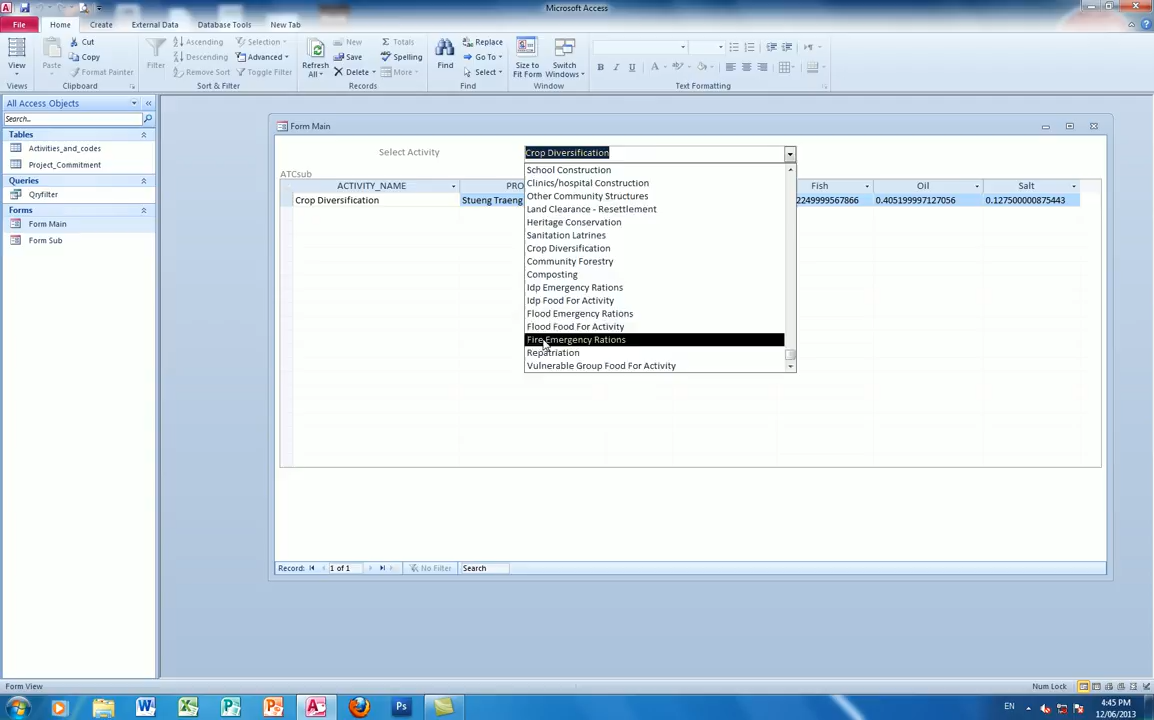 Microsoft Access
File Home Create External Data Database Tools New Tab
View
Paste
Cut
Copy
Format Painter
Clipboard
Filter
Ascending
Descending
Remove Sort
Selection
Advanced
Toggle Filter
Sort & Filter
Refresh All
New
Save
Delete
Totals
Spelling
More
Records
Find
Replace
Go To
Select
Find
Size to Fit Form
Switch Windows
Window
B I U
A
Text Formatting
All Access Objects
Search...
Tables
Activities_and_codes
Project_Commitment
Queries
Qryfilter
Forms
Form Main
Form Sub
Form Main
Select Activity
Crop Diversification
ATCsub
ACTIVITY_NAME PRO Fish Oil Salt
Crop Diversification Stueng Traeng 2249999567866 0.405199997127056 0.127500000875443
School Construction
Clinics/hospital Construction
Other Community Structures
Land Clearance - Resettlement
Heritage Conservation
Sanitation Latrines
Crop Diversification
Community Forestry
Composting
Idp Emergency Rations
Idp Food For Activity
Flood Emergency Rations
Flood Food For Activity
Fire Emergency Rations
Repatriation
Vulnerable Group Food For Activity
Record: 1 of 1 No Filter Search
Form View
Num Lock
EN
4:45 PM
12/06/2013